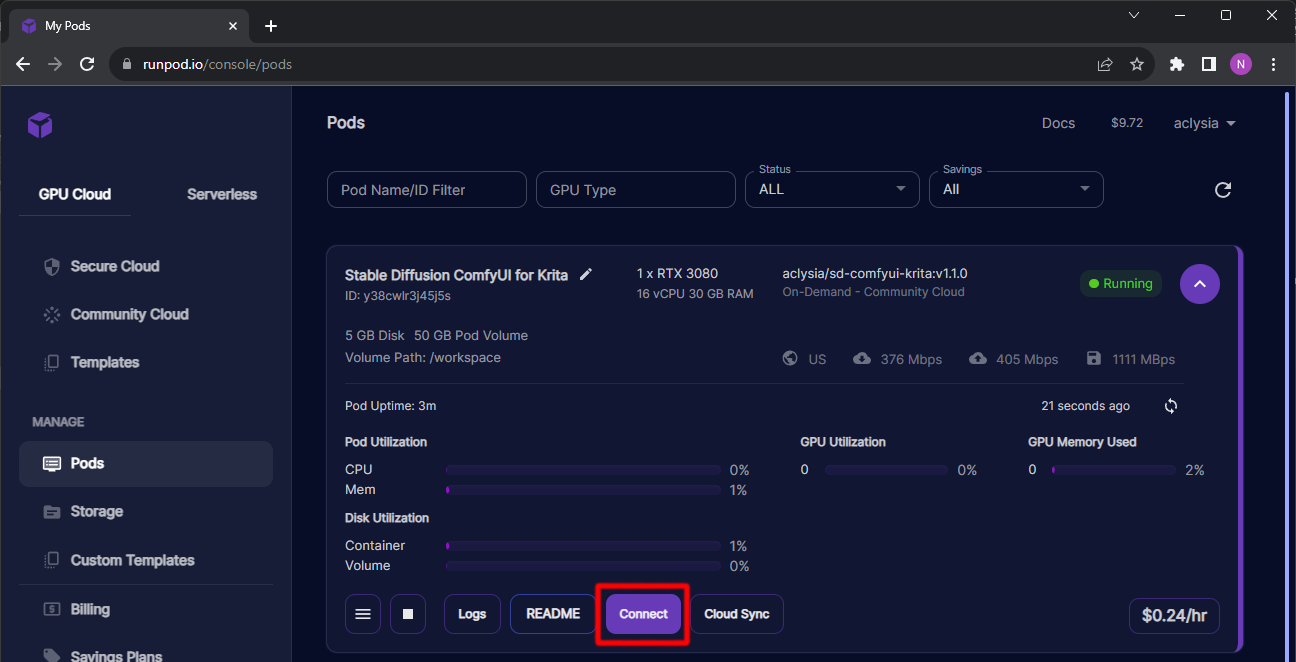 My Pods
runpod.io/console/pods
N
Pods
Docs
$9.72
aclysia
GPU Cloud
Serverless
Pod Name/ID Filter
GPU Type
Status
ALL
Savings
All
Secure Cloud
Community Cloud
Templates
MANAGE
Pods
Storage
Custom Templates
Billing
Savings Plans
Stable Diffusion ComfyUI for Krita
ID: y38cwlr3j45j5s
1 x RTX 3080
16 vCPU 30 GB RAM
aclysia/sd-comfyui-krita:v1.1.0
On-Demand - Community Cloud
Running
5 GB Disk 50 GB Pod Volume
Volume Path: /workspace
US
376 Mbps
405 Mbps
1111 MBps
Pod Uptime: 3m
21 seconds ago
Pod Utilization
CPU 0%
Mem 1%
GPU Utilization
0 0%
GPU Memory Used
0 2%
Disk Utilization
Container 1%
Volume 0%
Logs
README
Connect
Cloud Sync
$0.24/hr